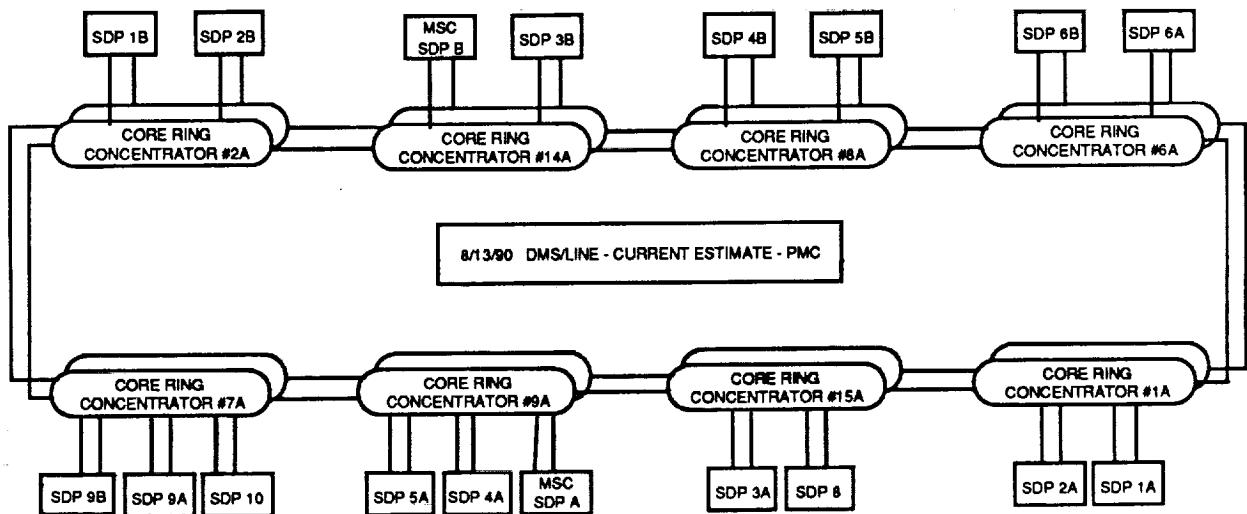 SDP 1B
SDP 2B
MSC
SDP B
SDP 3B
SDP 4B
SDP 5B
SDP 6B
SDP 6A
CORE RING
CONCENTRATOR #2A
CORE RING
CONCENTRATOR #14A
CORE RING
CONCENTRATOR #8A
CORE RING
CONCENTRATOR #6A
8/13/90 DMS/LINE - CURRENT ESTIMATE - PMC
CORE RING
CONCENTRATOR #7A
CORE RING
CONCENTRATOR #9A
CORE RING
CONCENTRATOR #15A
CORE RING
CONCENTRATOR #1A
SDP 9B
SDP 9A
SDP 10
SDP 5A
SDP 4A
MSC
SDP A
SDP 3A
SDP 8
SDP 2A
SDP 1A